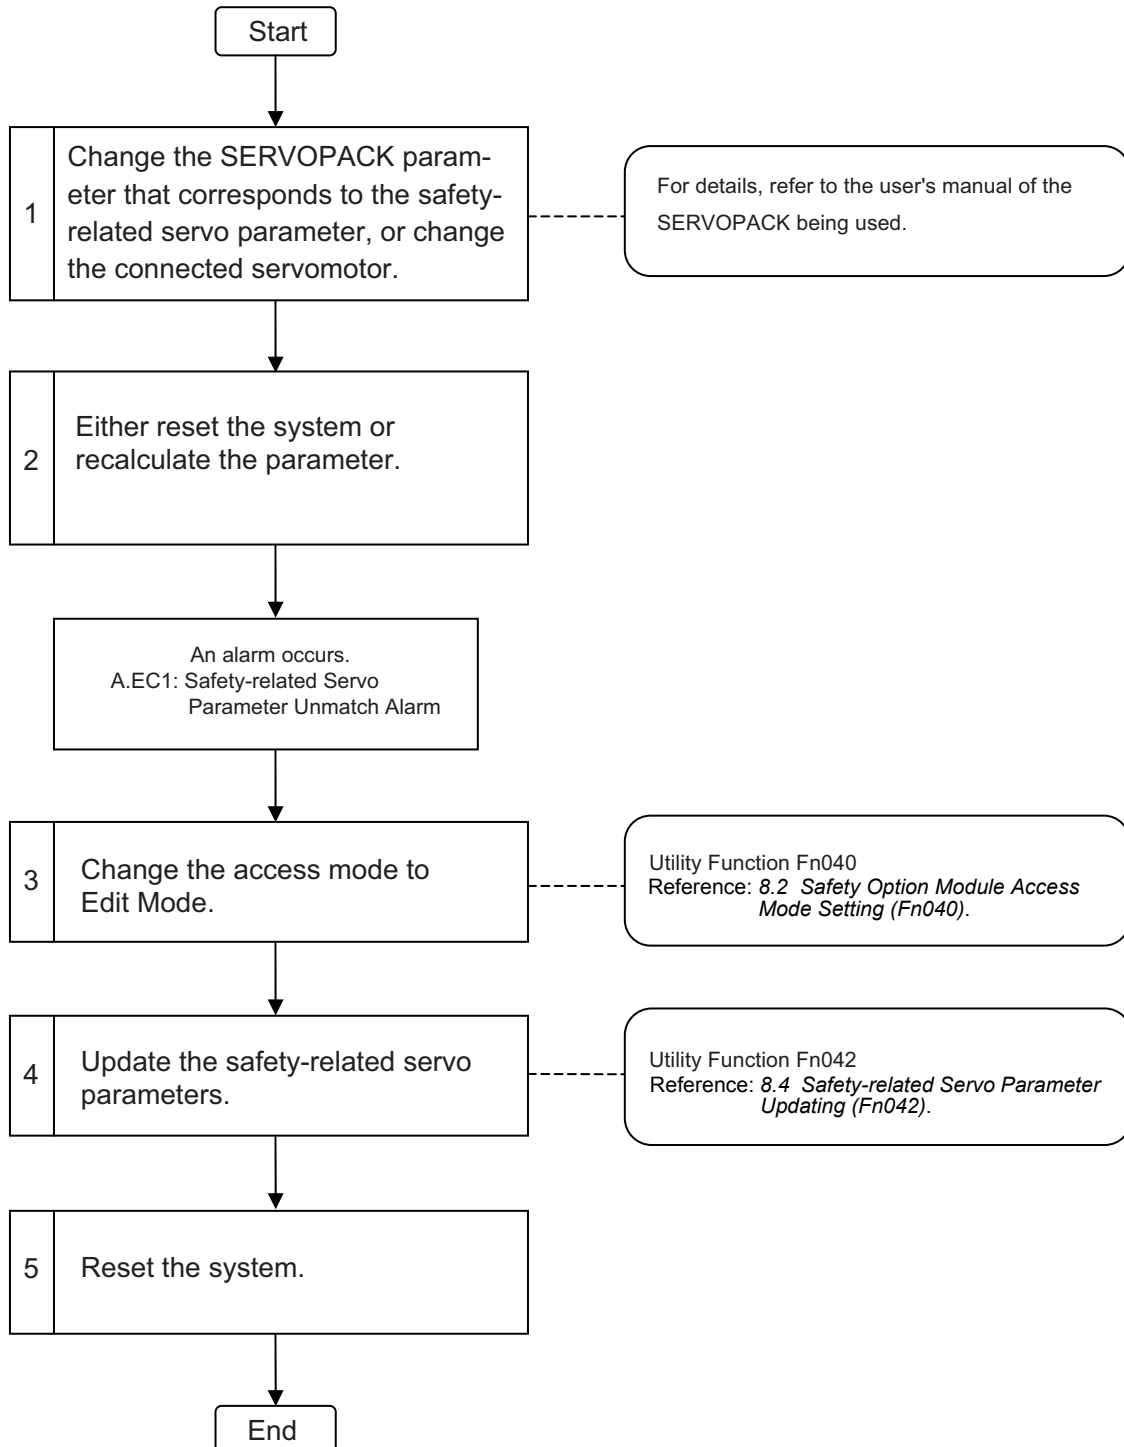 Start
1
Change the SERVOPACK param-
eter that corresponds to the safety-
related servo parameter, or change
the connected servomotor.
For details, refer to the user's manual of the
SERVOPACK being used.
2
Either reset the system or
recalculate the parameter.
An alarm occurs.
A.EC1: Safety-related Servo
Parameter Unmatch Alarm
3
Change the access mode to
Edit Mode.
Utility Function Fn040
Reference: 8.2 Safety Option Module Access
Mode Setting (Fn040).
4
Update the safety-related servo
parameters.
Utility Function Fn042
Reference: 8.4 Safety-related Servo Parameter
Updating (Fn042).
5
Reset the system.
End